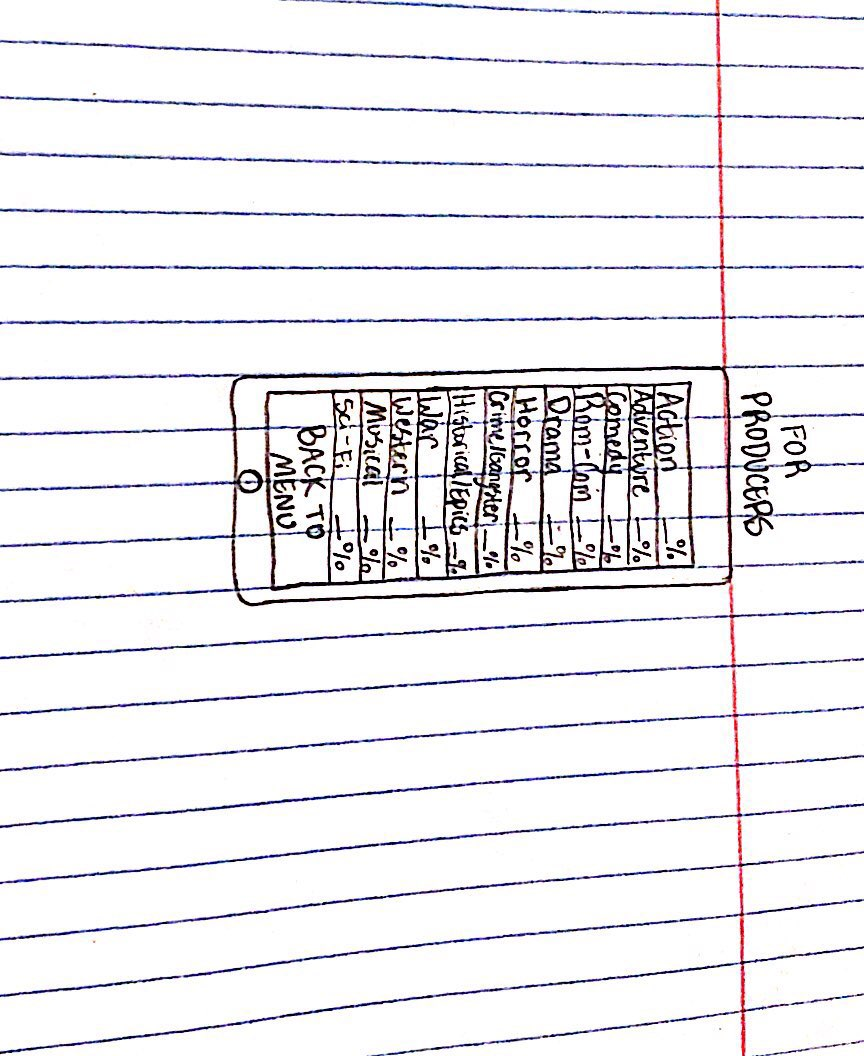 FOR
PRODUCERS
Action _%
Adventure _%
Comedy _%
Rom-Com _%
Drama _%
Horror _%
Crime/Gangster _%
Historical/Epics _%
War _%
Western _%
Musical _%
Sci-Fi _%
BACK TO
MENU